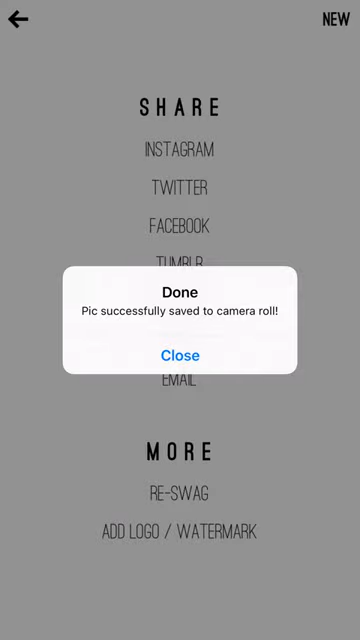 NEW
SHARE
INSTAGRAM
TWITTER
FACEBOOK
TUMBLR
Done
Pic successfully saved to camera roll!
Close
EMAIL
MORE
RE-SWAG
ADD LOGO / WATERMARK